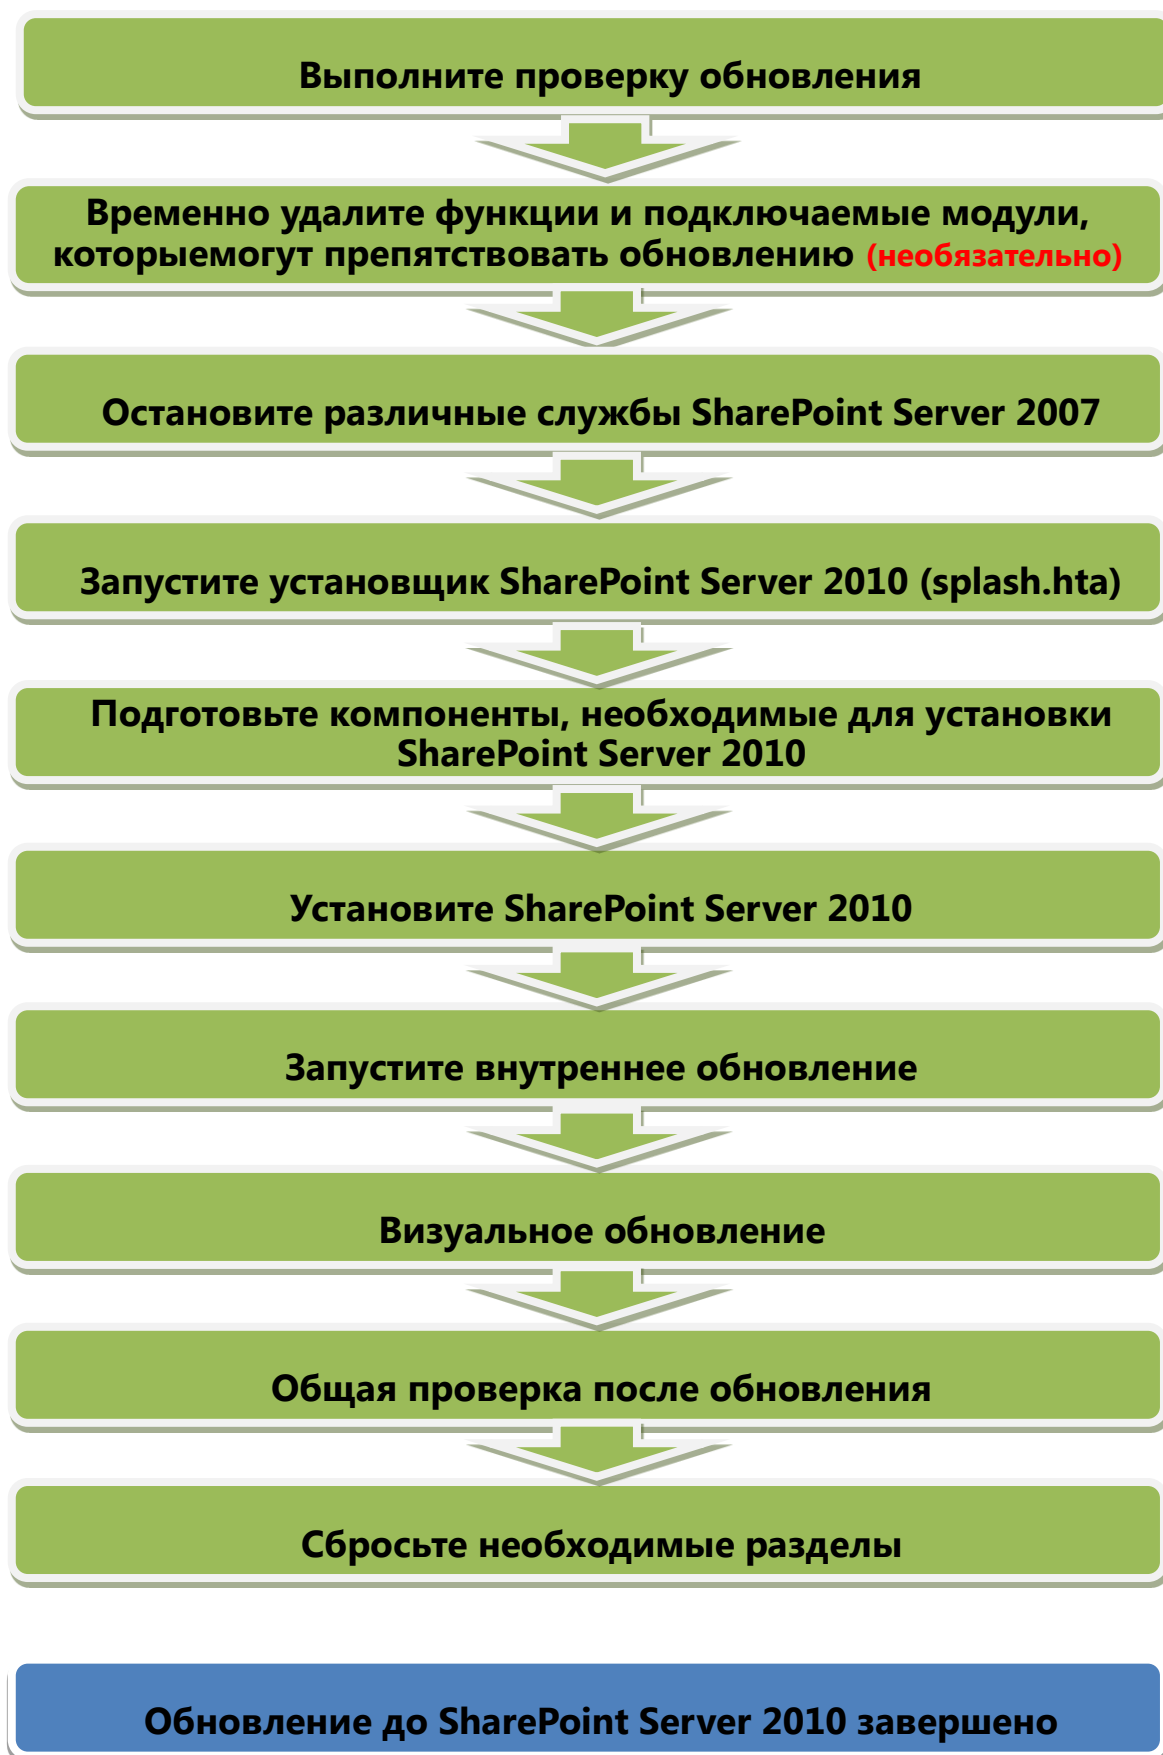 Выполните проверку обновления
Временно удалите функции и подключаемые модули,
которыемогут препятствовать обновлению (необязательно)
Остановите различные службы SharePoint Server 2007
Запустите установщик SharePoint Server 2010 (splash.hta)
Подготовьте компоненты, необходимые для установки
SharePoint Server 2010
Установите SharePoint Server 2010
Запустите внутреннее обновление
Визуальное обновление
Общая проверка после обновления
Сбросьте необходимые разделы
Обновление до SharePoint Server 2010 завершено